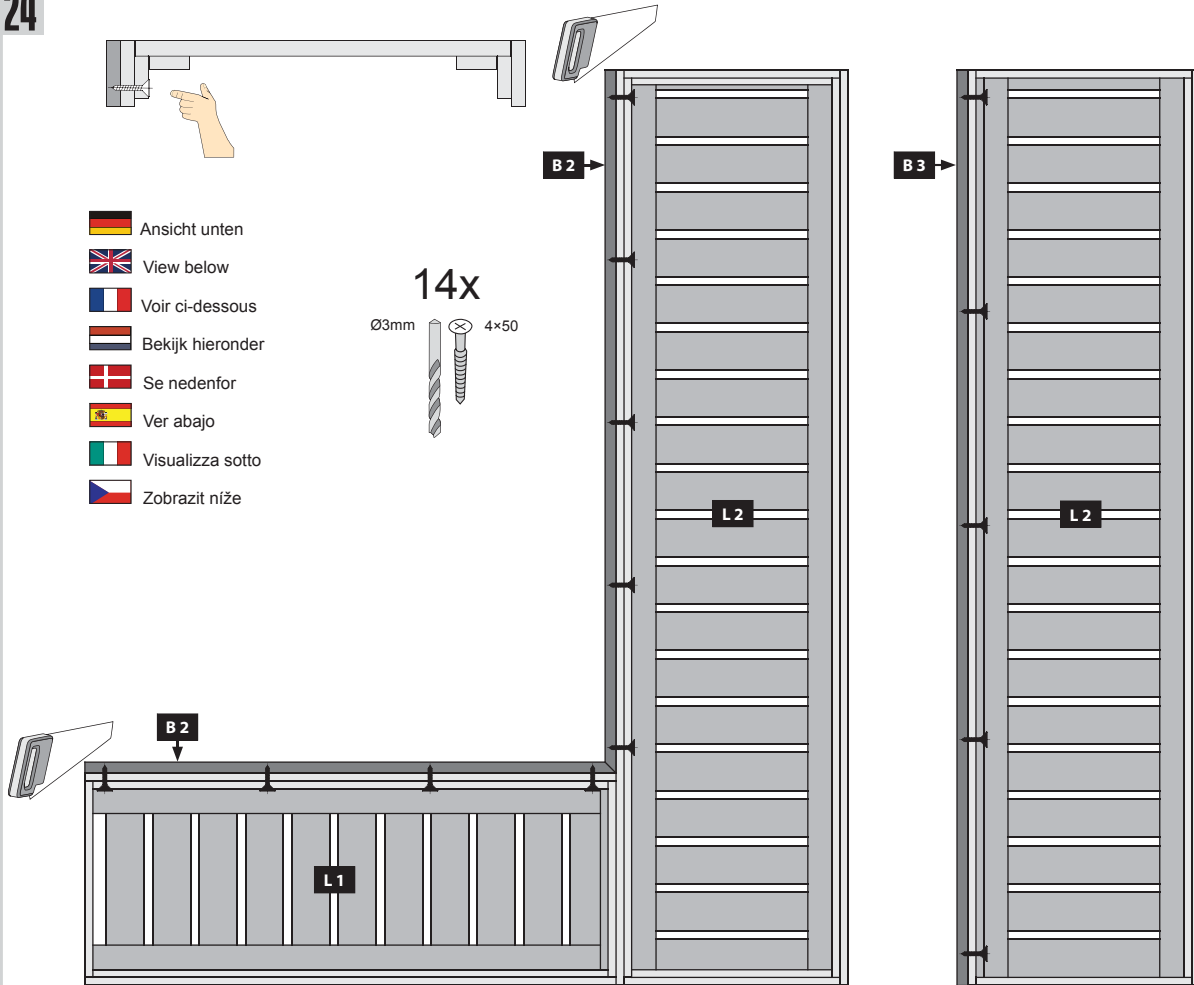 24
B 2
B 3
Ansicht unten
View below
Voir ci-dessous
Bekijk hieronder
Se nedenfor
Ver abajo
Visualizza sotto
Zobrazit níže
14x
Ø3mm 4×50
L 2
L 2
B 2
L 1